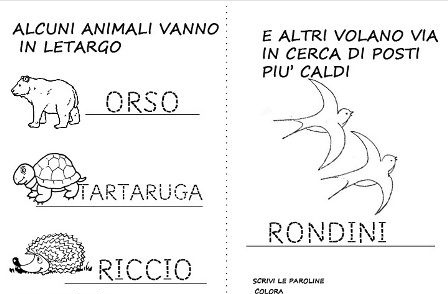 ALCUNI ANIMALI VANNO
IN LETARGO
ORSO
TARTARUGA
RICCIO
E ALTRI VOLANO VIA
IN CERCA DI POSTI
PIU' CALDI
RONDINI
SCRIVI LE PAROLINE
COLORA